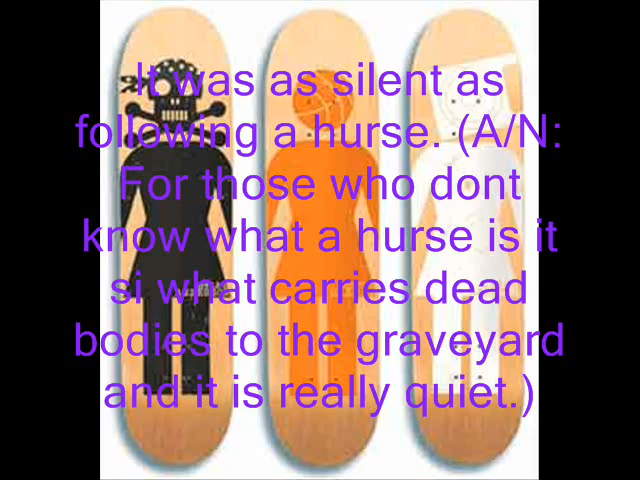 It was as silent as
following a hurse. (A/N:
For those who dont
know what a hurse is it
si what carries dead
bodies to the graveyard
and it is really quiet.)